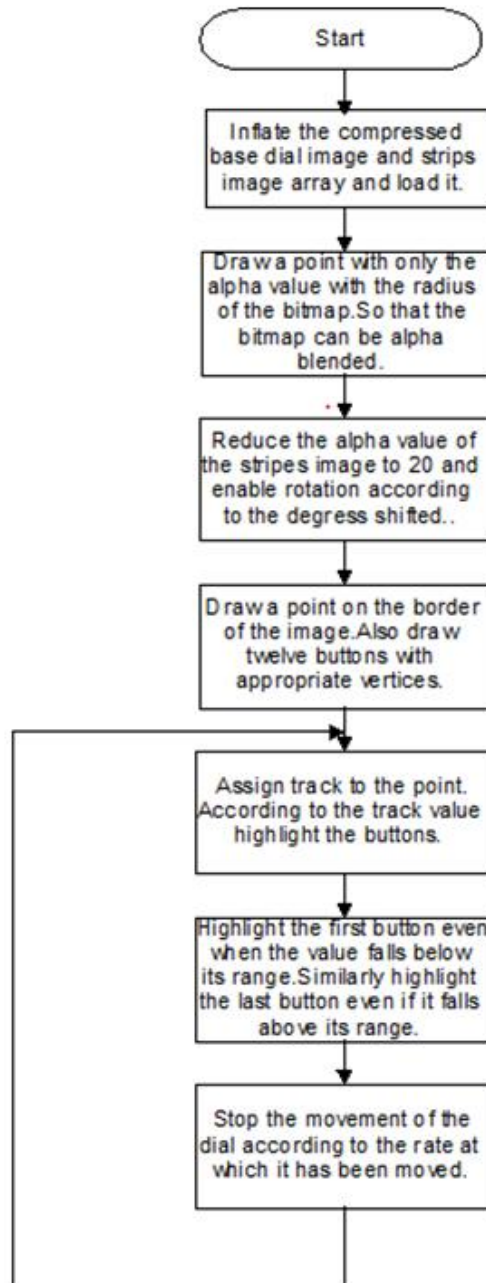 Start
Inflate the compressed
base dial image and strips
image array and load it.
Draw a point with only the
alpha value with the radius
of the bitmap.So that the
bitmap can be alpha
blended.
Reduce the alpha value of
the stripes image to 20 and
enable rotation according
to the degress shifted..
Draw a point on the border
of the image.Also draw
twelve buttons with
appropriate vertices.
Assign track to the point.
According to the track value
highlight the buttons.
Highlight the first button even
when the value falls below
its range.Similarly highlight
the last button even if it falls
above its range.
Stop the movement of the
dial according to the rate at
which it has been moved.